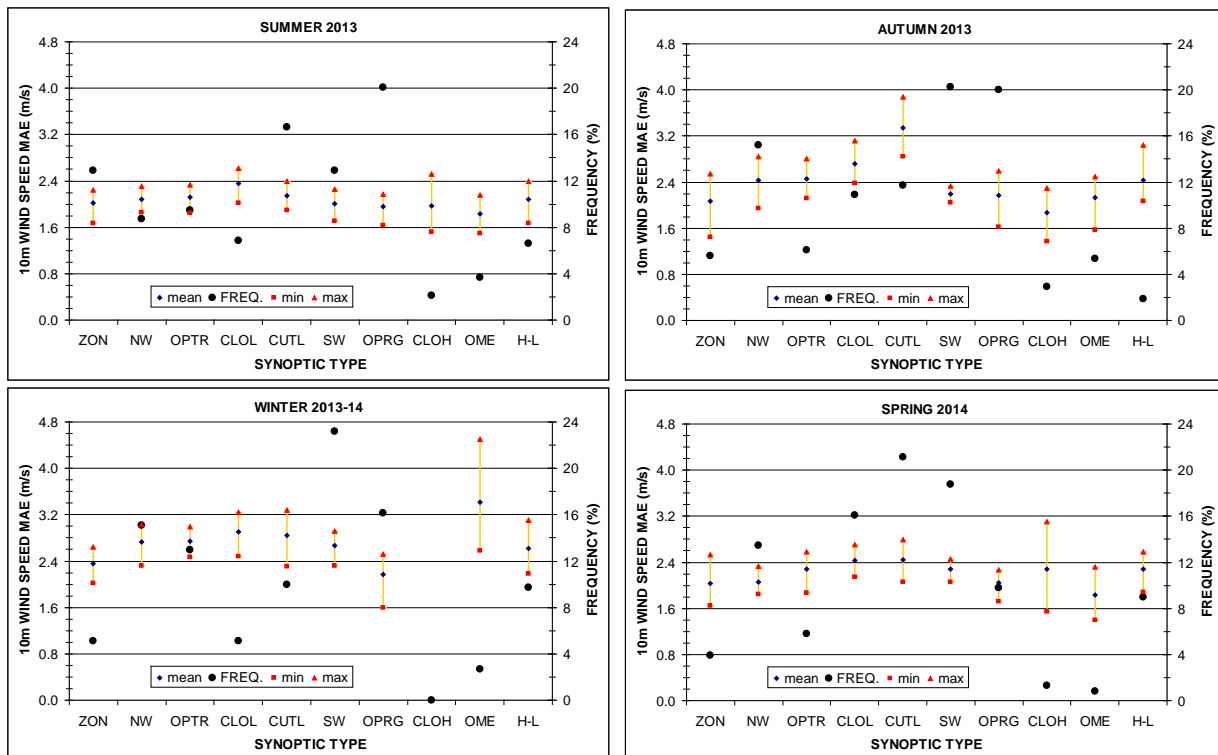 SUMMER 2013
10m WIND SPEED MAE (m/s)
4.8
4.0
3.2
2.4
1.6
0.8
0.0
24
20
16
12
8
4
0
FREQUENCY (%)
mean FREQ. min max
ZON NW OPTR CLOL CUTL SW OPRG CLOH OME H-L
SYNOPTIC TYPE
AUTUMN 2013
10m WIND SPEED MAE (m/s)
4.8
4.0
3.2
2.4
1.6
0.8
0.0
24
20
16
12
8
4
0
FREQUENCY (%)
mean FREQ. min max
ZON NW OPTR CLOL CUTL SW OPRG CLOH OME H-L
SYNOPTIC TYPE
WINTER 2013-14
10m WIND SPEED MAE (m/s)
4.8
4.0
3.2
2.4
1.6
0.8
0.0
24
20
16
12
8
4
0
FREQUENCY (%)
mean FREQ. min max
ZON NW OPTR CLOL CUTL SW OPRG CLOH OME H-L
SYNOPTIC TYPE
SPRING 2014
10m WIND SPEED MAE (m/s)
4.8
4.0
3.2
2.4
1.6
0.8
0.0
24
20
16
12
8
4
0
FREQUENCY (%)
mean FREQ. min max
ZON NW OPTR CLOL CUTL SW OPRG CLOH OME H-L
SYNOPTIC TYPE